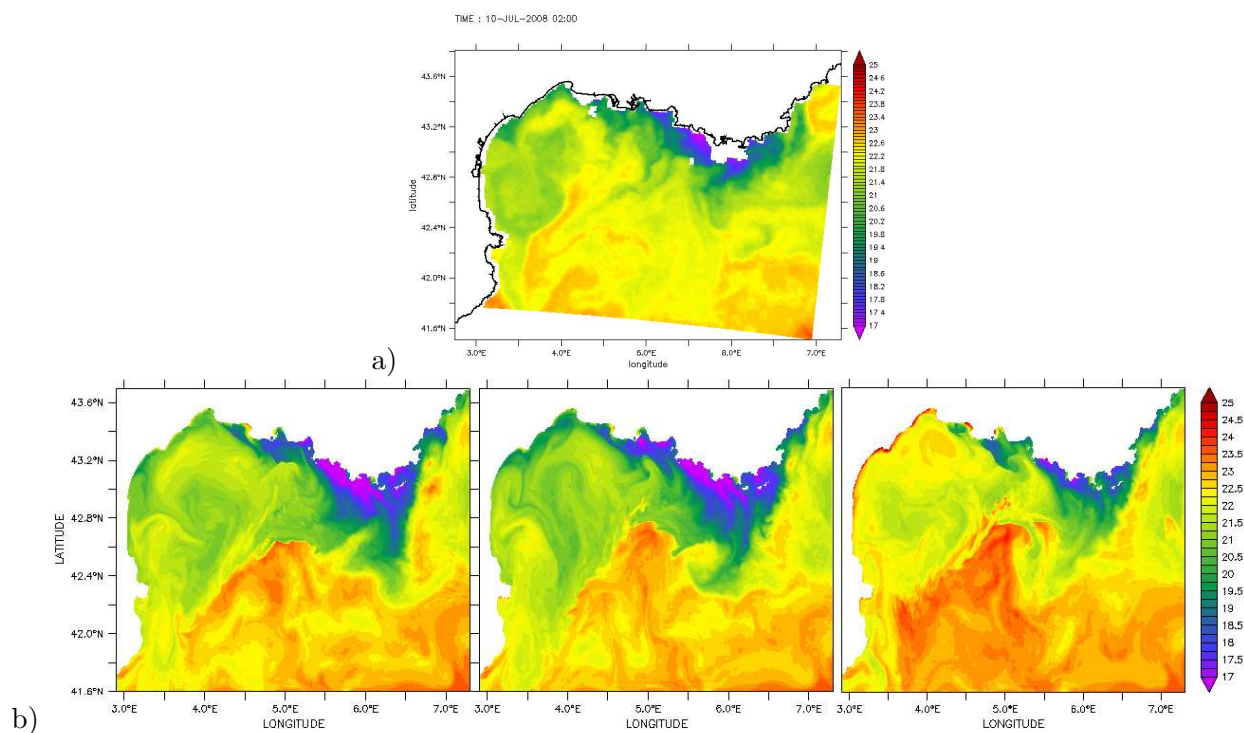 TIME : 10-JUL-2008 02:00
43.6°N
43.2°N
42.8°N
42.4°N
42.0°N
41.6°N
latitude
3.0°E 4.0°E 5.0°E 6.0°E 7.0°E
longitude
25
24.6
24.2
23.8
23.4
23
22.6
22.2
21.8
21.4
21
20.6
20.2
19.8
19.4
19
18.6
18.2
17.8
17.4
17
a)
43.6°N
43.2°N
42.8°N
42.4°N
42.0°N
41.6°N
LATITUDE
3.0°E 4.0°E 5.0°E 6.0°E 7.0°E
LONGITUDE
3.0°E 4.0°E 5.0°E 6.0°E 7.0°E
LONGITUDE
3.0°E 4.0°E 5.0°E 6.0°E 7.0°E
LONGITUDE
25
24.5
24
23.5
23
22.5
22
21.5
21
20.5
20
19.5
19
18.5
18
17.5
17
b)